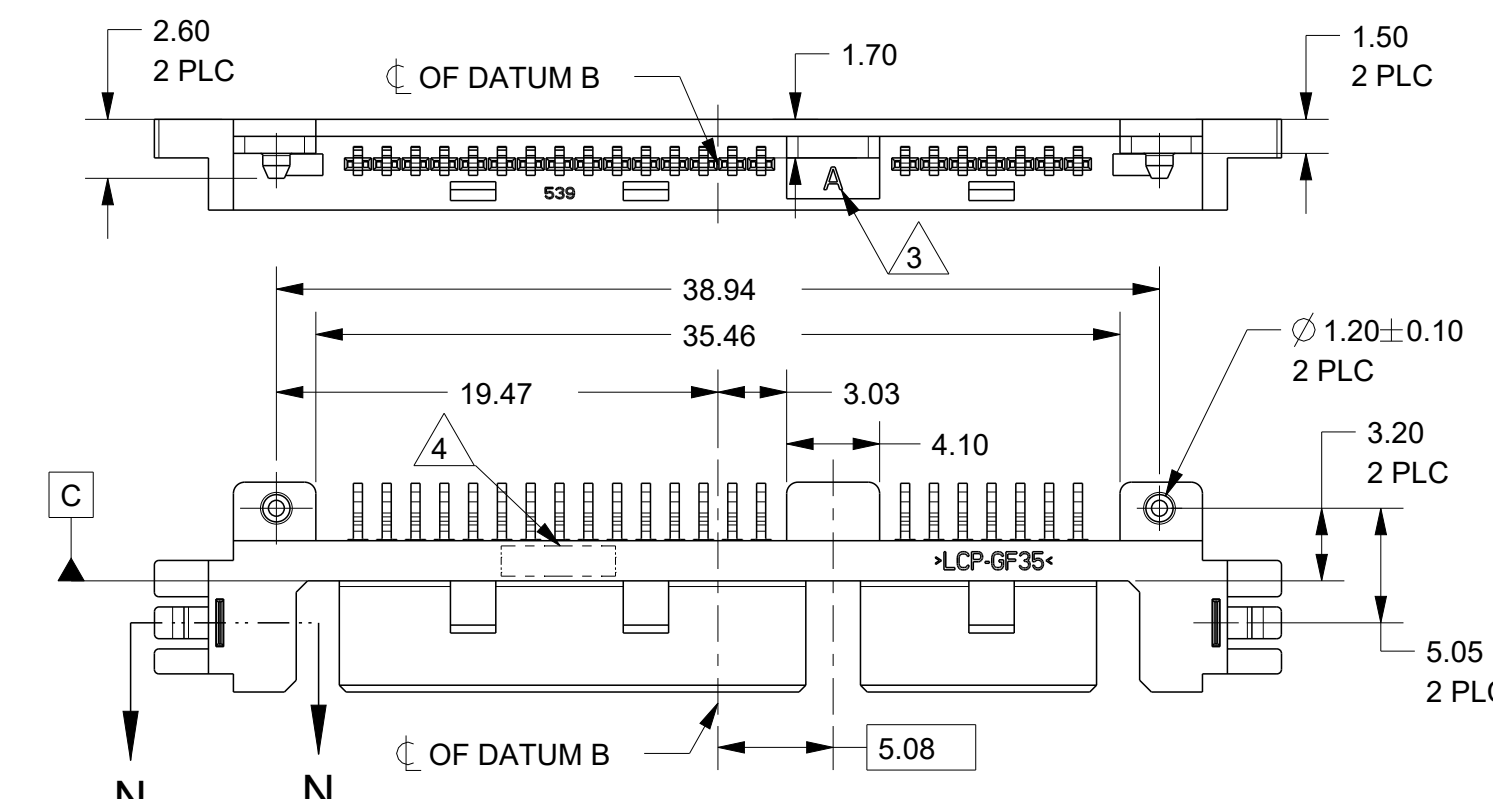 2.60
2 PLC
℄ OF DATUM B
1.70
1.50
2 PLC
539
A
3
38.94
35.46
⌀ 1.20±0.10
2 PLC
19.47
3.03
4
4.10
3.20
2 PLC
C
>LCP-GF35<
5.05
2 PLC
℄ OF DATUM B
5.08
N
N